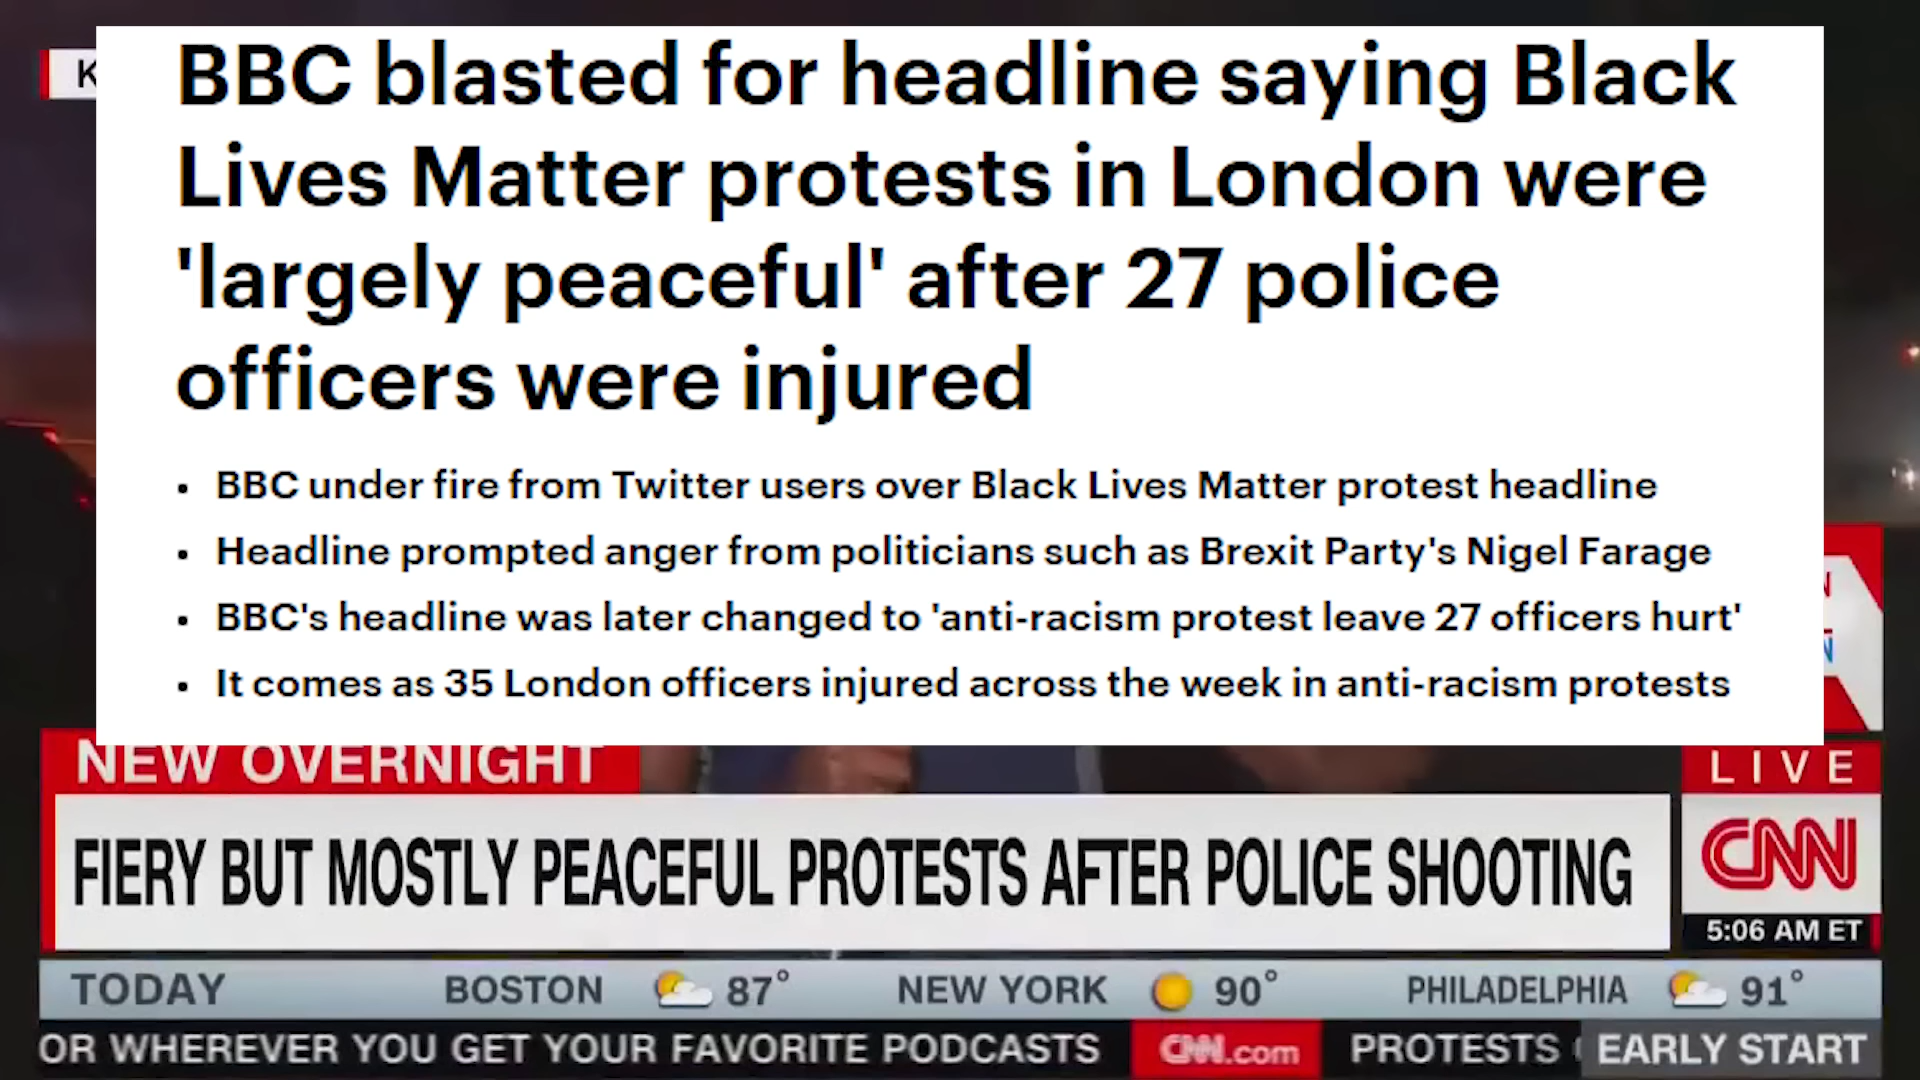 K
BBC blasted for headline saying Black
Lives Matter protests in London were
'largely peaceful' after 27 police
officers were injured
• BBC under fire from Twitter users over Black Lives Matter protest headline
• Headline prompted anger from politicians such as Brexit Party's Nigel Farage
• BBC's headline was later changed to 'anti-racism protest leave 27 officers hurt'
• It comes as 35 London officers injured across the week in anti-racism protests
NEW OVERNIGHT
LIVE
FIERY BUT MOSTLY PEACEFUL PROTESTS AFTER POLICE SHOOTING
CNN
5:06 AM ET
TODAY BOSTON 87° NEW YORK 90° PHILADELPHIA 91°
OR WHEREVER YOU GET YOUR FAVORITE PODCASTS CNN.com PROTESTS EARLY START